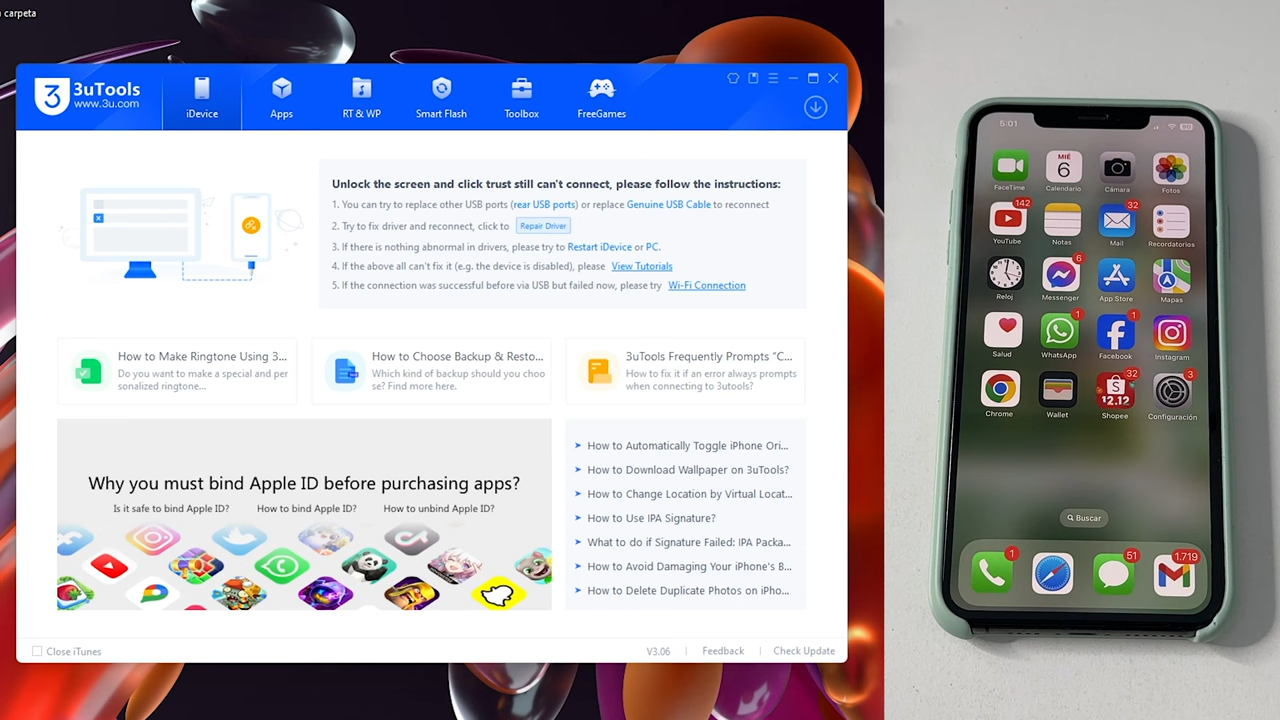 carpeta
3uTools
www.3u.com
iDevice
Apps
RT & WP
Smart Flash
Toolbox
FreeGames
Unlock the screen and click trust still can't connect, please follow the instructions:
1. You can try to replace other USB ports (rear USB ports) or replace Genuine USB Cable to reconnect
2. Try to fix driver and reconnect, click to Repair Driver
3. If there is nothing abnormal in drivers, please try to Restart iDevice or PC.
4. If the above all can't fix it (e.g. the device is disabled), please View Tutorials
5. If the connection was successful before via USB but failed now, please try Wi-Fi Connection
How to Make Ringtone Using 3...
Do you want to make a special and per
sonalized ringtone...
How to Choose Backup & Resto...
Which kind of backup should you choo
se? Find more here.
3uTools Frequently Prompts “C...
How to fix it if an error always prompts
when connecting to 3utools?
Why you must bind Apple ID before purchasing apps?
Is it safe to bind Apple ID?
How to bind Apple ID?
How to unbind Apple ID?
How to Automatically Toggle iPhone Ori...
How to Download Wallpaper on 3uTools?
How to Change Location by Virtual Locat...
How to Use IPA Signature?
What to do if Signature Failed: IPA Packa...
How to Avoid Damaging Your iPhone's B...
How to Delete Duplicate Photos on iPho...
Close iTunes
V3.06
Feedback
Check Update
5:01
90
MIÉ
6
FaceTime
Calendario
Cámara
Fotos
142
32
YouTube
Notas
Mail
Recordatorios
6
Reloj
Messenger
App Store
Mapas
1
1
Salud
WhatsApp
Facebook
Instagram
32
3
12.12
Chrome
Wallet
Shopee
Configuración
Buscar
1
51
1.719